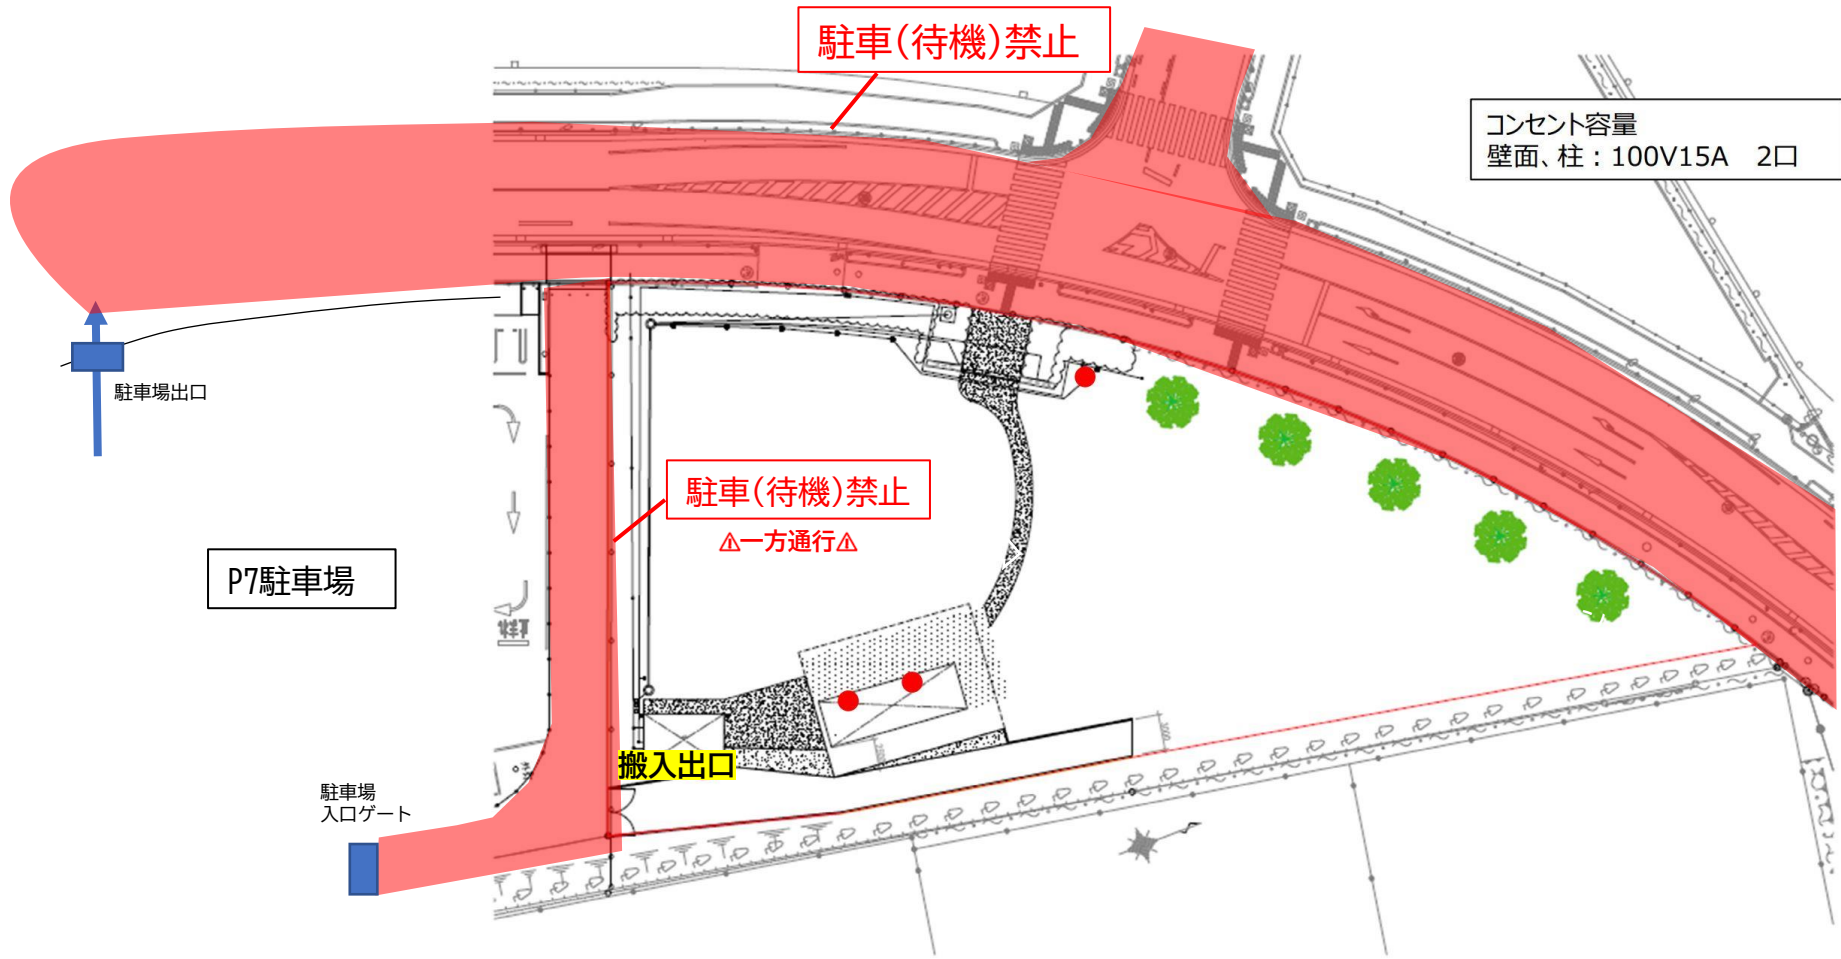 駐車(待機)禁止
コンセント容量
壁面、柱：100V15A　2口
駐車場出口
駐車(待機)禁止
⚠一方通行⚠
P7駐車場
搬入出口
駐車場
入口ゲート